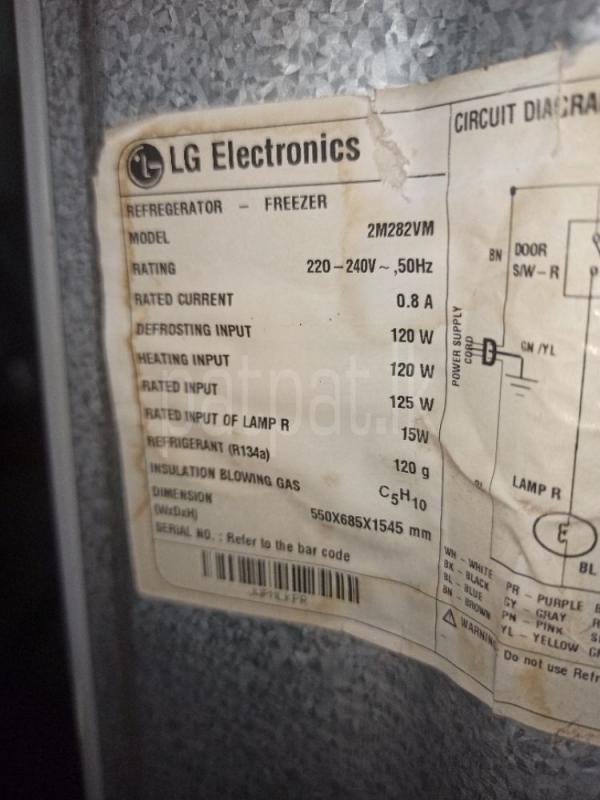 LG Electronics
REFREGERATOR – FREEZER
MODEL 2M282VM
RATING 220–240V~,50Hz
RATED CURRENT 0.8 A
DEFROSTING INPUT 120 W
HEATING INPUT 120 W
RATED INPUT 125 W
RATED INPUT OF LAMP R 15W
REFRIGERANT (R134a) 120 g
INSULATION BLOWING GAS C5H10
DIMENSION
(WxDxH) 550X685X1545 mm
SERIAL NO. : Refer to the bar code
CIRCUIT DIAGRA
BN
DOOR
S/W-R
POWER SUPPLY
CORD
GN/YL
LAMP R
BL
WH - WHITE
BK - BLACK
BL - BLUE
BN - BROWN
PR - PURPLE
GY - GRAY
PN - PINK
YL - YELLOW
WARNIN
Do not use Refr
patpat.lk